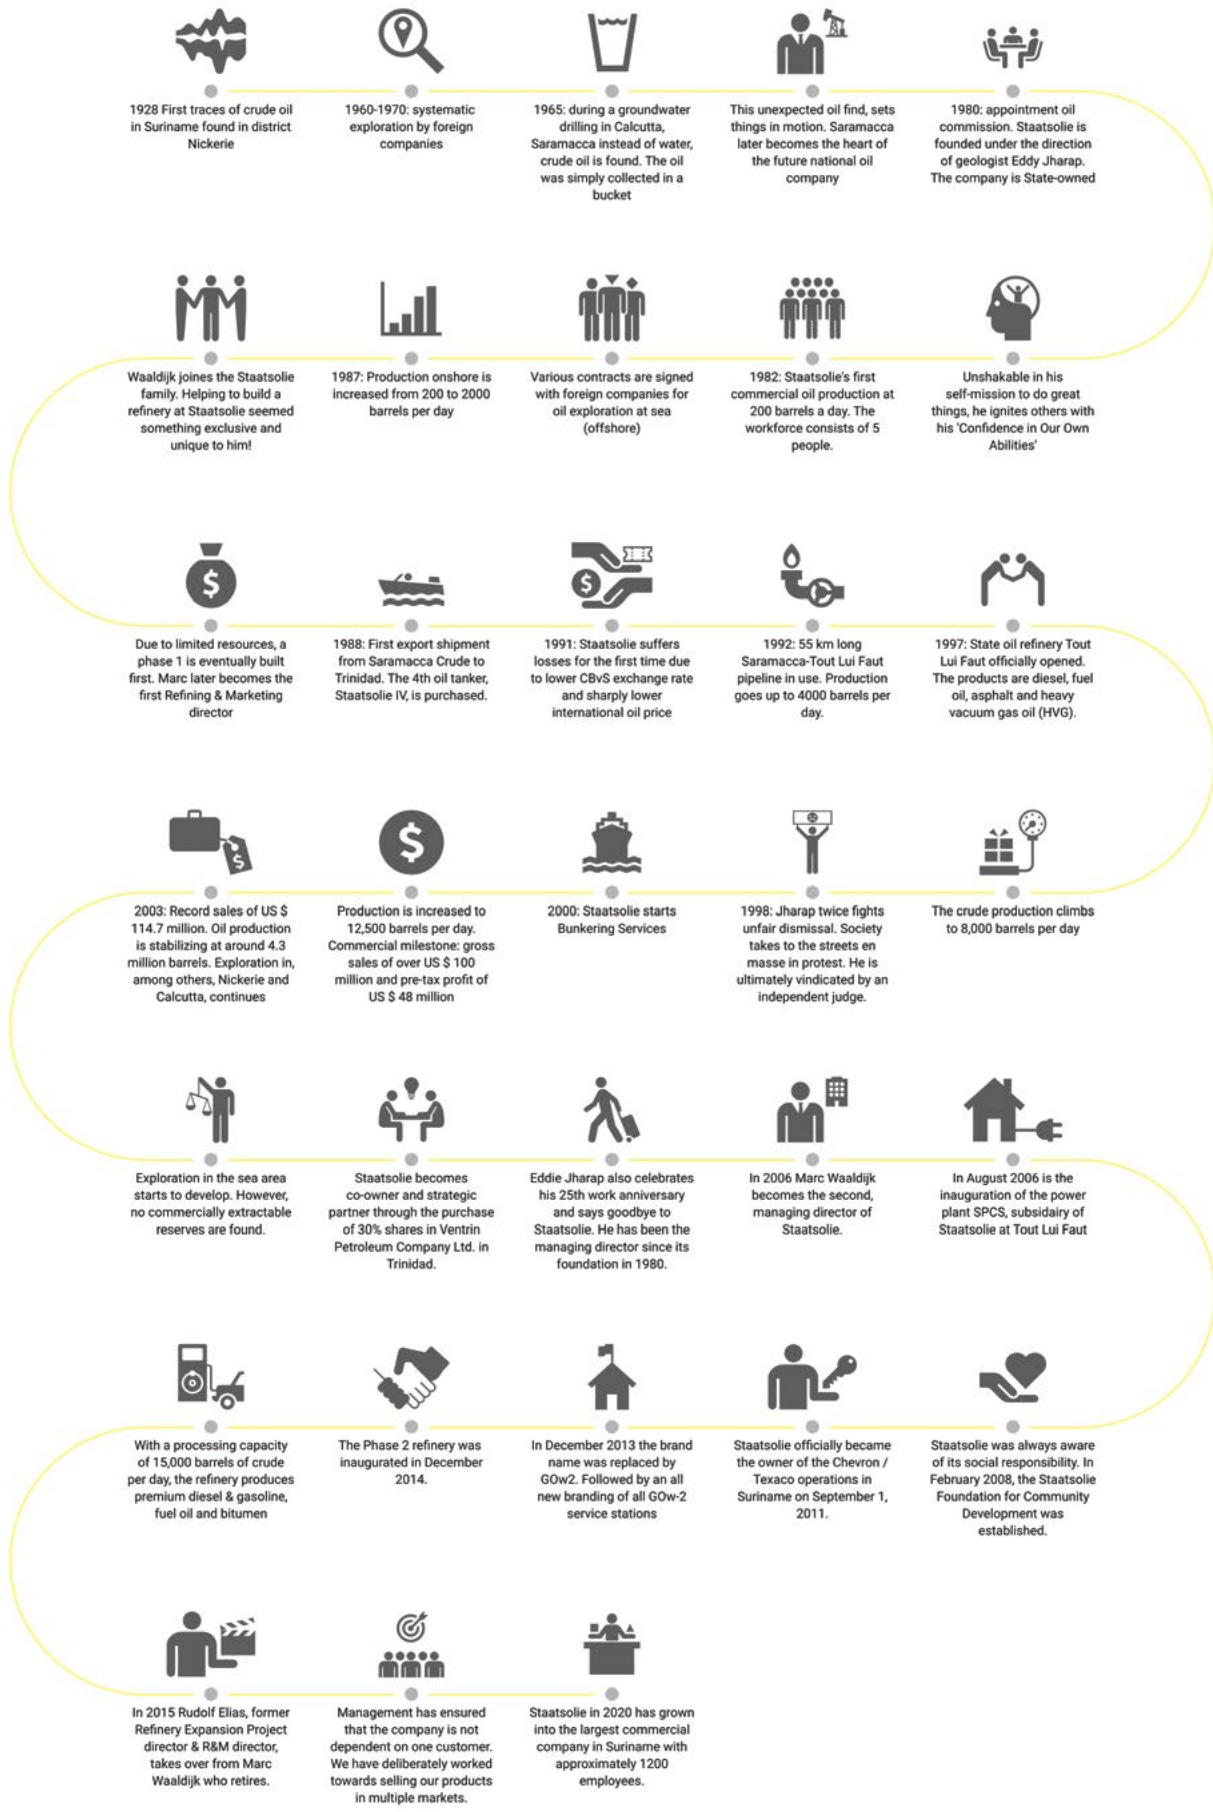 1928 First traces of crude oil
in Suriname found in district
Nickerie
1960-1970: systematic
exploration by foreign
companies
1965: during a groundwater
drilling in Calcutta,
Saramacca instead of water,
crude oil is found. The oil
was simply collected in a
bucket
This unexpected oil find, sets
things in motion. Saramacca
later becomes the heart of
the future national oil
company
1980: appointment oil
commission. Staatsolie is
founded under the direction
of geologist Eddy Jharap.
The company is State-owned
Unshakable in his
self-mission to do great
things, he ignites others with
his 'Confidence in Our Own
Abilities'
1982: Staatsolie's first
commercial oil production at
200 barrels a day. The
workforce consists of 5
people.
Various contracts are signed
with foreign companies for
oil exploration at sea
(offshore)
1987: Production onshore is
increased from 200 to 2000
barrels per day
Waaldijk joines the Staatsolie
family. Helping to build a
refinery at Staatsolie seemed
something exclusive and
unique to him!
Due to limited resources, a
phase 1 is eventually built
first. Marc later becomes the
first Refining & Marketing
director
1988: First export shipment
from Saramacca Crude to
Trinidad. The 4th oil tanker,
Staatsolie IV, is purchased.
1991: Staatsolie suffers
losses for the first time due
to lower CBvS exchange rate
and sharply lower
international oil price
1992: 55 km long
Saramacca-Tout Lui Faut
pipeline in use. Production
goes up to 4000 barrels per
day.
1997: State oil refinery Tout
Lui Faut officially opened.
The products are diesel, fuel
oil, asphalt and heavy
vacuum gas oil (HVG).
The crude production climbs
to 8,000 barrels per day
1998: Jharap twice fights
unfair dismissal. Society
takes to the streets en
masse in protest. He is
ultimately vindicated by an
independent judge.
2000: Staatsolie starts
Bunkering Services
Production is increased to
12,500 barrels per day.
Commercial milestone: gross
sales of over US $ 100
million and pre-tax profit of
US $ 48 million
2003: Record sales of US $
114.7 million. Oil production
is stabilizing at around 4.3
million barrels. Exploration in,
among others, Nickerie and
Calcutta, continues
Exploration in the sea area
starts to develop. However,
no commercially extractable
reserves are found.
Staatsolie becomes
co-owner and strategic
partner through the purchase
of 30% shares in Ventrin
Petroleum Company Ltd. in
Trinidad.
Eddie Jharap also celebrates
his 25th work anniversary
and says goodbye to
Staatsolie. He has been the
managing director since its
foundation in 1980.
In 2006 Marc Waaldijk
becomes the second,
managing director of
Staatsolie.
In August 2006 is the
inauguration of the power
plant SPCS, subsidairy of
Staatsolie at Tout Lui Faut
Staatsolie was always aware
of its social responsibility. In
February 2008, the Staatsolie
Foundation for Community
Development was
established.
Staatsolie officially became
the owner of the Chevron /
Texaco operations in
Suriname on September 1,
2011.
In December 2013 the brand
name was replaced by
GOw2. Followed by an all
new branding of all GOw-2
service stations
The Phase 2 refinery was
inaugurated in December
2014.
With a processing capacity
of 15,000 barrels of crude
per day, the refinery produces
premium diesel & gasoline,
fuel oil and bitumen
In 2015 Rudolf Elias, former
Refinery Expansion Project
director & R&M director,
takes over from Marc
Waaldijk who retires.
Management has ensured
that the company is not
dependent on one customer.
We have deliberately worked
towards selling our products
in multiple markets.
Staatsolie in 2020 has grown
into the largest commercial
company in Suriname with
approximately 1200
employees.